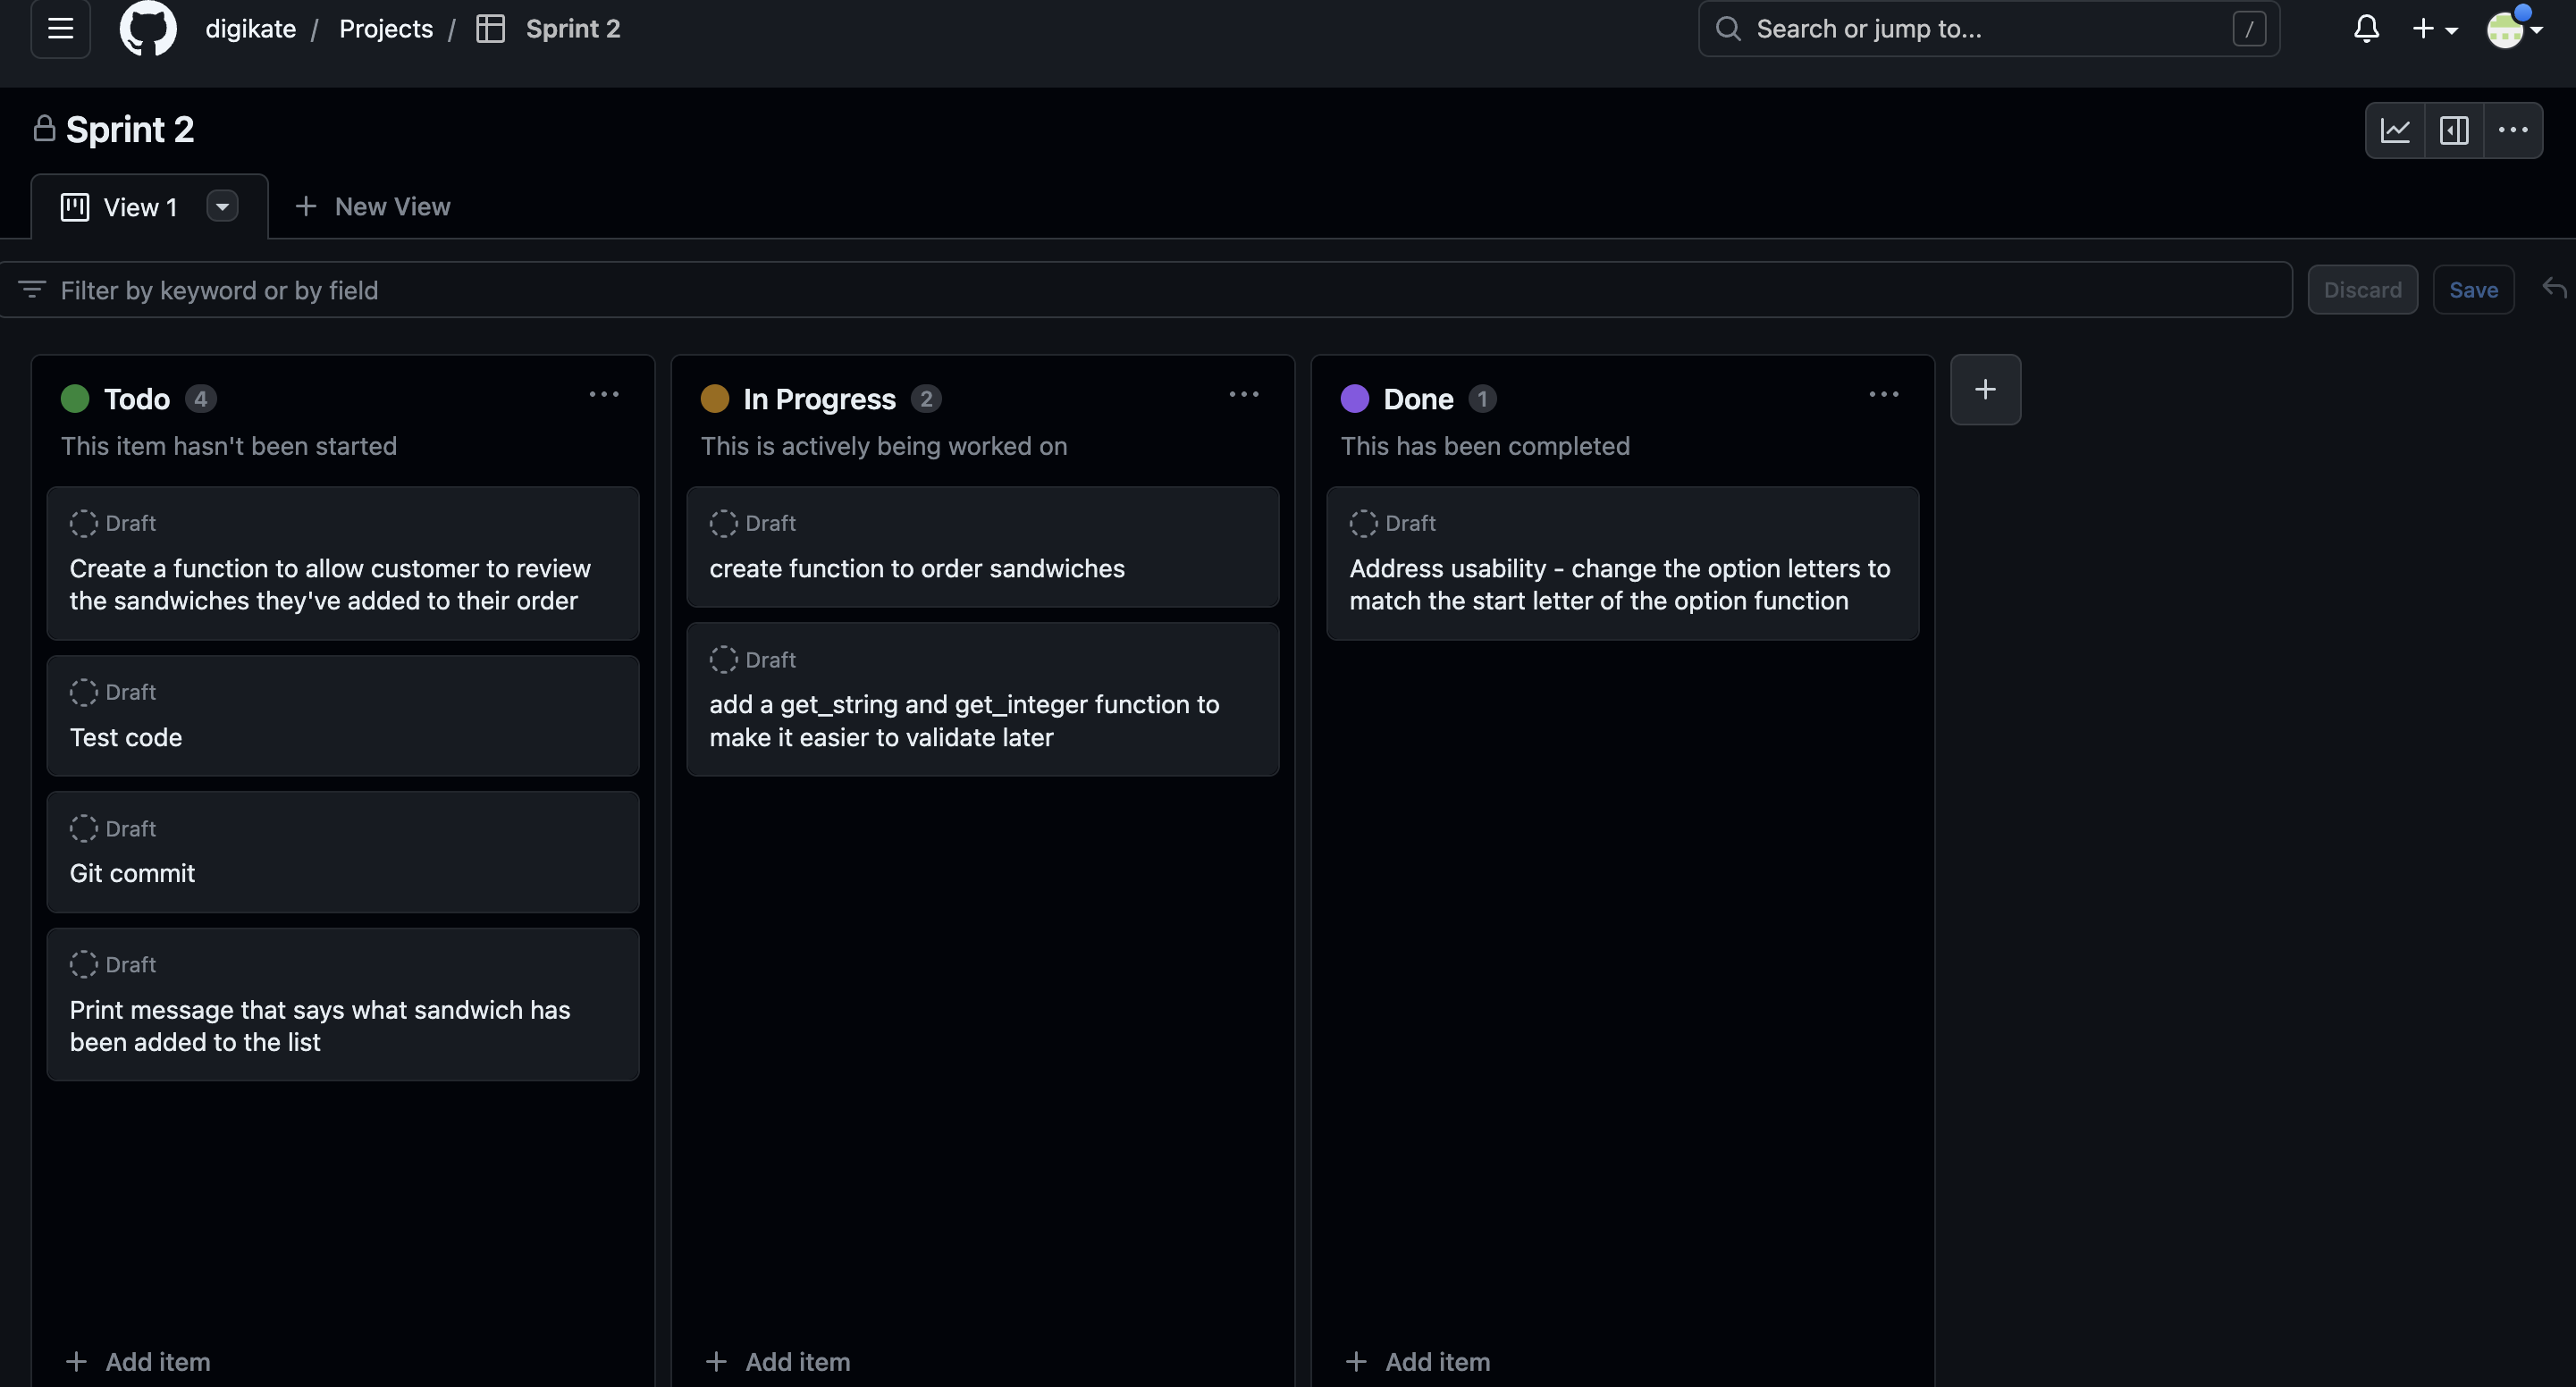 digikate / Projects / Sprint 2
Search or jump to... /
Sprint 2
View 1
New View
Filter by keyword or by field
Discard
Save
Todo 4
This item hasn't been started
Draft
Create a function to allow customer to review
the sandwiches they've added to their order
Draft
Test code
Draft
Git commit
Draft
Print message that says what sandwich has
been added to the list
+ Add item
In Progress 2
This is actively being worked on
Draft
create function to order sandwiches
Draft
add a get_string and get_integer function to
make it easier to validate later
+ Add item
Done 1
This has been completed
Draft
Address usability - change the option letters to
match the start letter of the option function
+ Add item